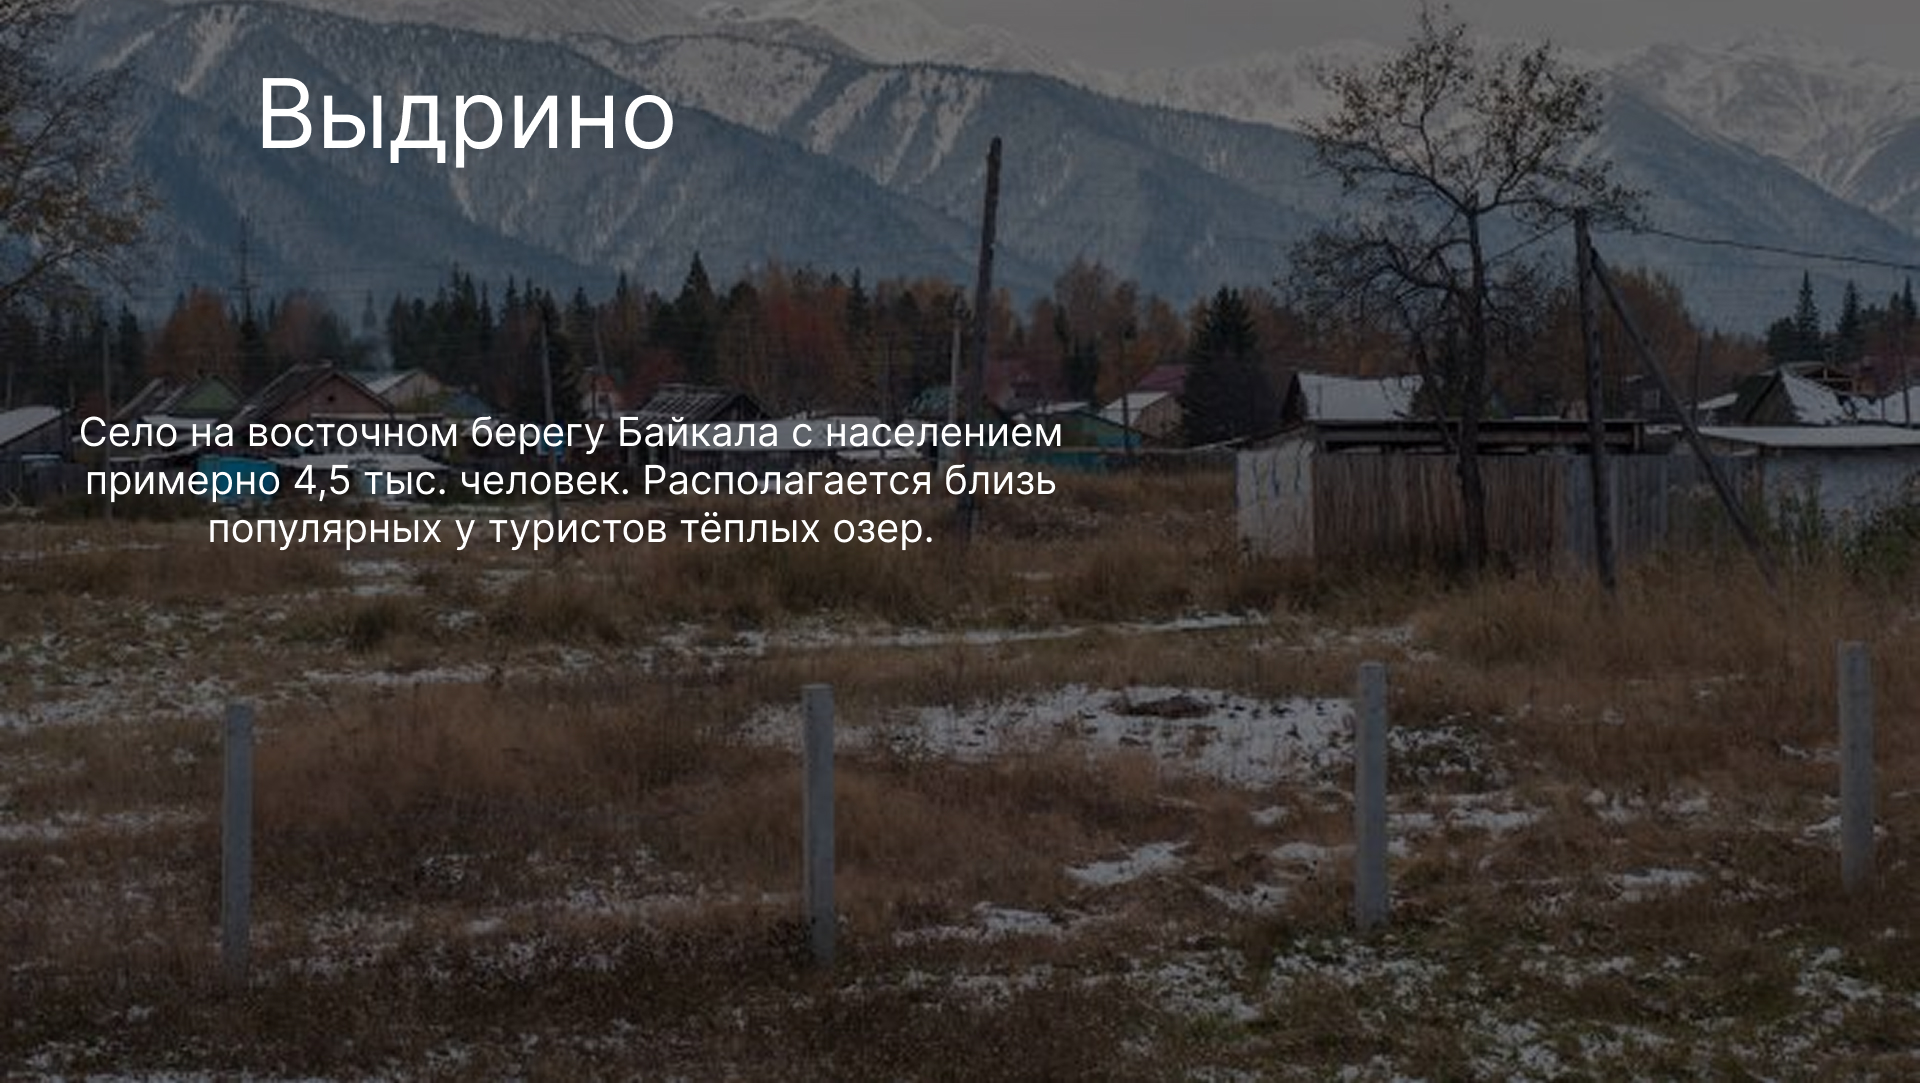 Выдрино
Село на восточном берегу Байкала с населением
примерно 4,5 тыс. человек. Располагается близь
популярных у туристов тёплых озер.